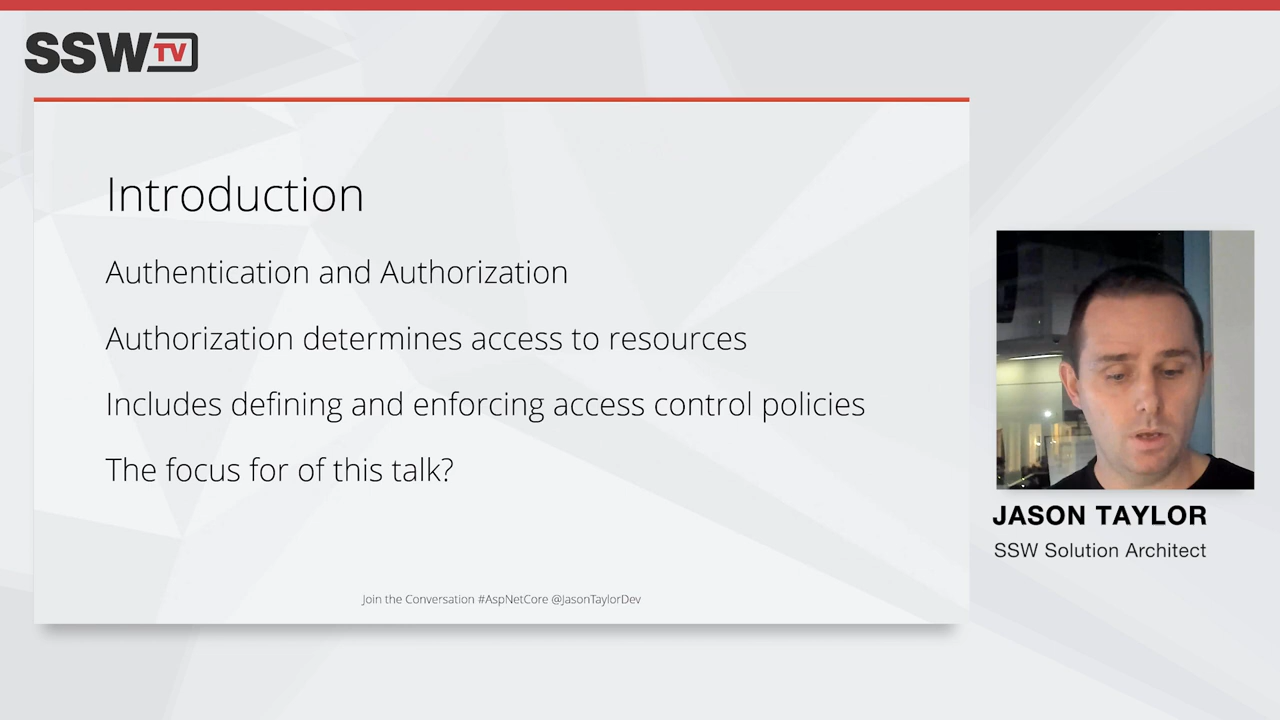 SSW TV
Introduction
Authentication and Authorization
Authorization determines access to resources
Includes defining and enforcing access control policies
The focus for of this talk?
Join the Conversation #AspNetCore @JasonTaylorDev
JASON TAYLOR
SSW Solution Architect